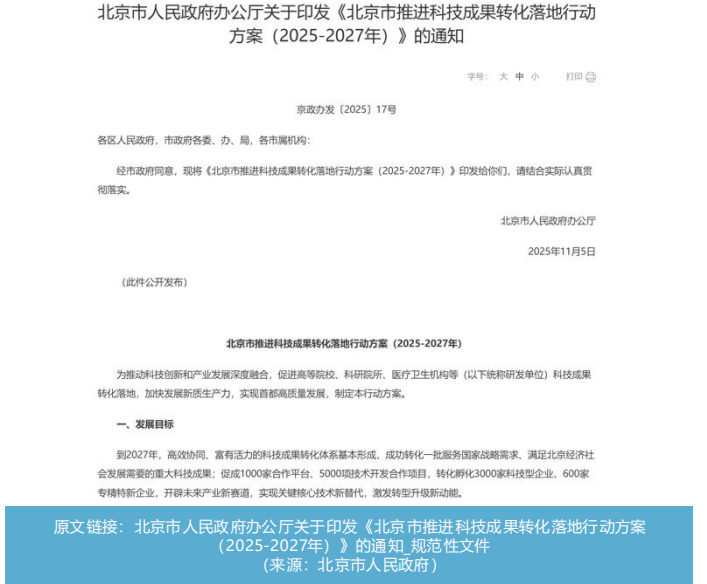 北京市人民政府办公厅关于印发《北京市推进科技成果转化落地行动
方案（2025-2027年）》的通知
字号： 大 中 小 打印
京政办发〔2025〕17号
各区人民政府，市政府各委、办、局，各市属机构：
经市政府同意，现将《北京市推进科技成果转化落地行动方案（2025-2027年）》印发给你们，请结合实际认真贯
彻落实。
北京市人民政府办公厅
2025年11月5日
（此件公开发布）
北京市推进科技成果转化落地行动方案（2025-2027年）
为推动科技创新和产业发展深度融合，促进高等院校、科研院所、医疗卫生机构等（以下统称研发单位）科技成果
转化落地，加快发展新质生产力，实现首都高质量发展，制定本行动方案。
一、发展目标
到2027年，高效协同、富有活力的科技成果转化体系基本形成，成功转化一批服务国家战略需求、满足北京经济社
会发展需要的重大科技成果；促成1000家合作平台、5000项技术开发合作项目，转化孵化3000家科技型企业、600家
专精特新企业，开辟未来产业新赛道，实现关键核心技术新替代，激发转型升级新动能。
原文链接：北京市人民政府办公厅关于印发《北京市推进科技成果转化落地行动方案
（2025-2027年）》的通知_规范性文件
（来源：北京市人民政府）